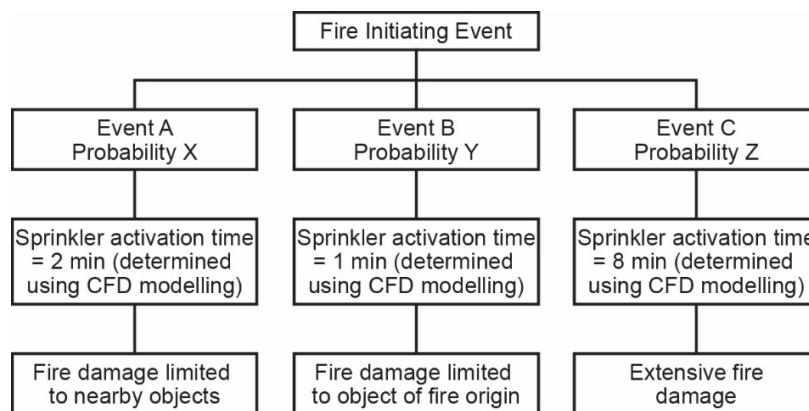 Fire Initiating Event
Event A
Probability X
Event B
Probability Y
Event C
Probability Z
Sprinkler activation time
= 2 min (determined
using CFD modelling)
Sprinkler activation time
= 1 min (determined
using CFD modelling)
Sprinkler activation time
= 8 min (determined
using CFD modelling)
Fire damage limited
to nearby objects
Fire damage limited
to object of fire origin
Extensive fire
damage